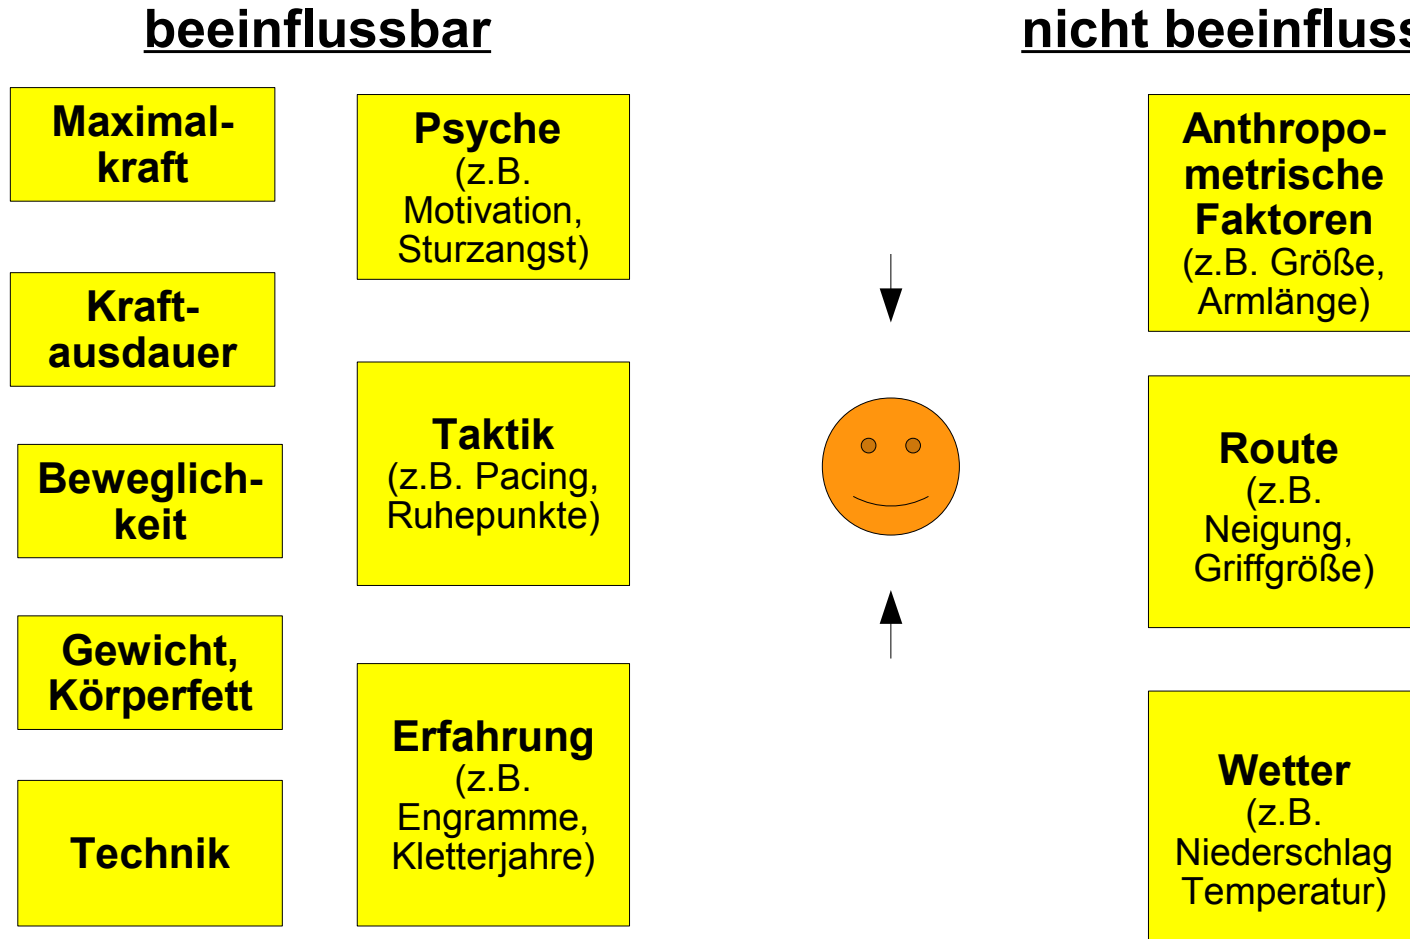 beeinflussbar
nicht beeinfluss
Maximal-
kraft
Kraft-
ausdauer
Beweglich-
keit
Gewicht,
Körperfett
Technik
Psyche
(z.B.
Motivation,
Sturzangst)
Taktik
(z.B. Pacing,
Ruhepunkte)
Erfahrung
(z.B.
Engramme,
Kletterjahre)
Anthropo-
metrische
Faktoren
(z.B. Größe,
Armlänge)
Route
(z.B.
Neigung,
Griffgröße)
Wetter
(z.B.
Niederschlag
Temperatur)